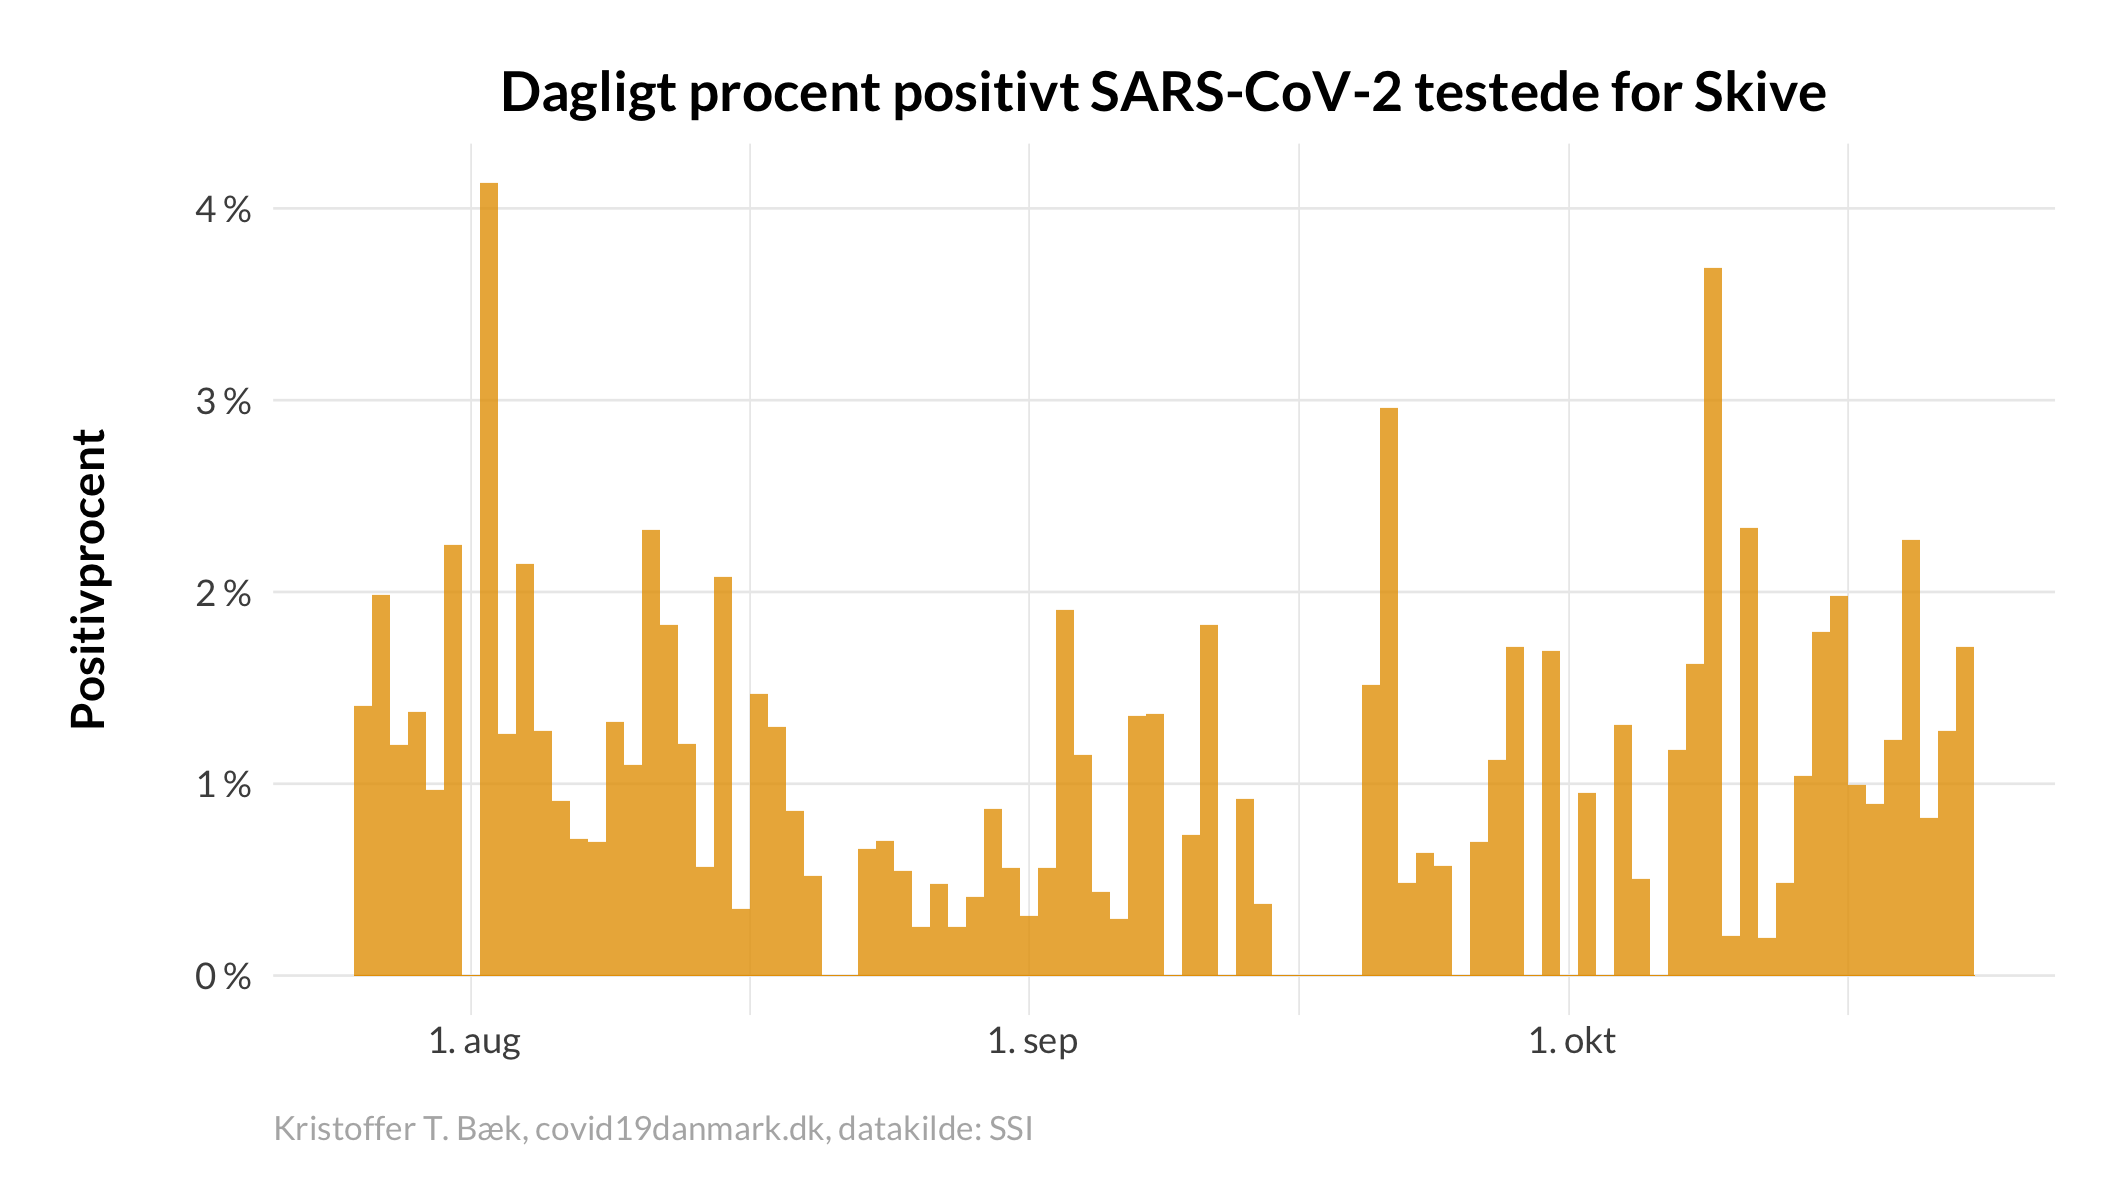 Dagligt procent positivt SARS-CoV-2 testede for Skive
Positivprocent
4 %
3 %
2 %
1 %
0 %
1. aug
1. sep
1. okt
Kristoffer T. Bæk, covid19danmark.dk, datakilde: SSI